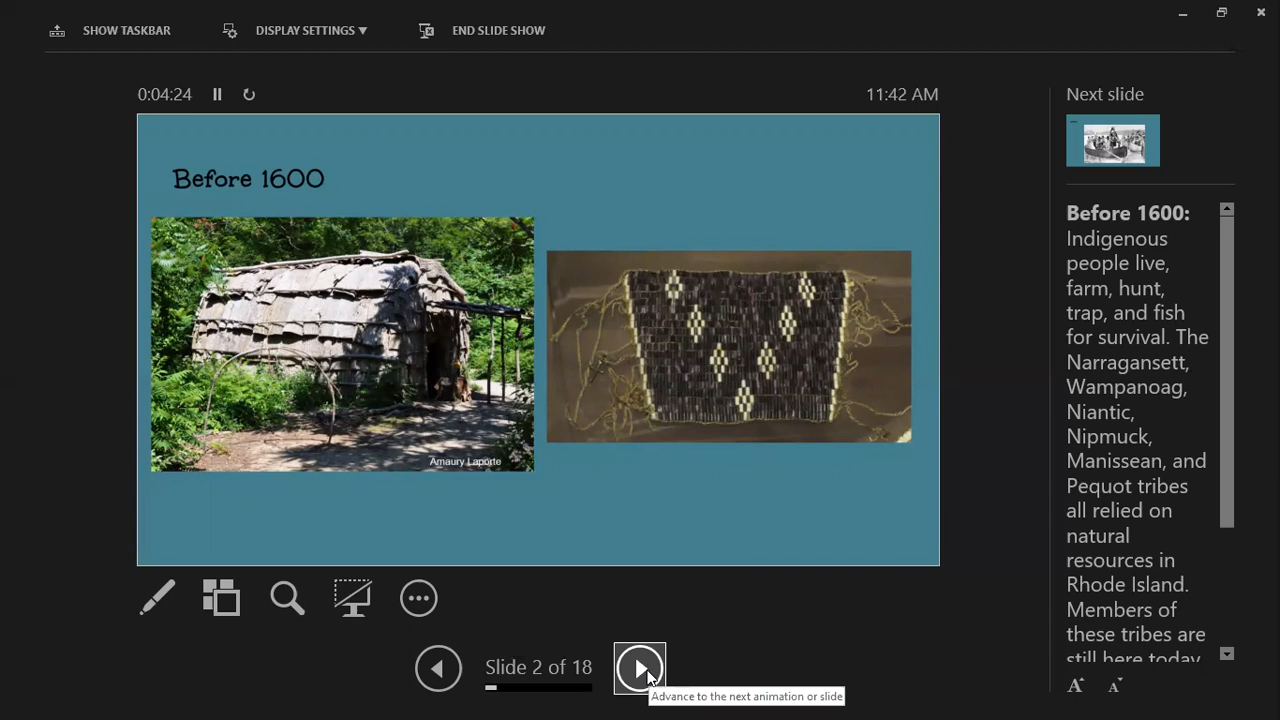 SHOW TASKBAR
DISPLAY SETTINGS ▼
END SLIDE SHOW
0:04:24
11:42 AM
Before 1600
Amaury Laporte
Slide 2 of 18
Advance to the next animation or slide
Next slide
Before 1600:
Indigenous
people live,
farm, hunt,
trap, and fish
for survival. The
Narragansett,
Wampanoag,
Niantic,
Nipmuck,
Manissean, and
Pequot tribes
all relied on
natural
resources in
Rhode Island.
Members of
these tribes are
still here today
A A